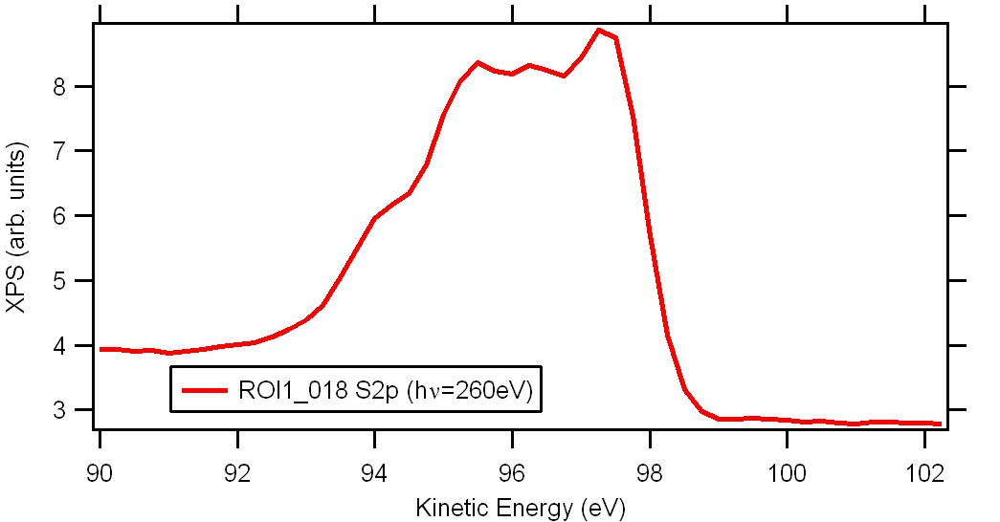 XPS (arb. units)
8
7
6
5
4
3
ROI1_018 S2p (hν=260eV)
90 92 94 96 98 100 102
Kinetic Energy (eV)